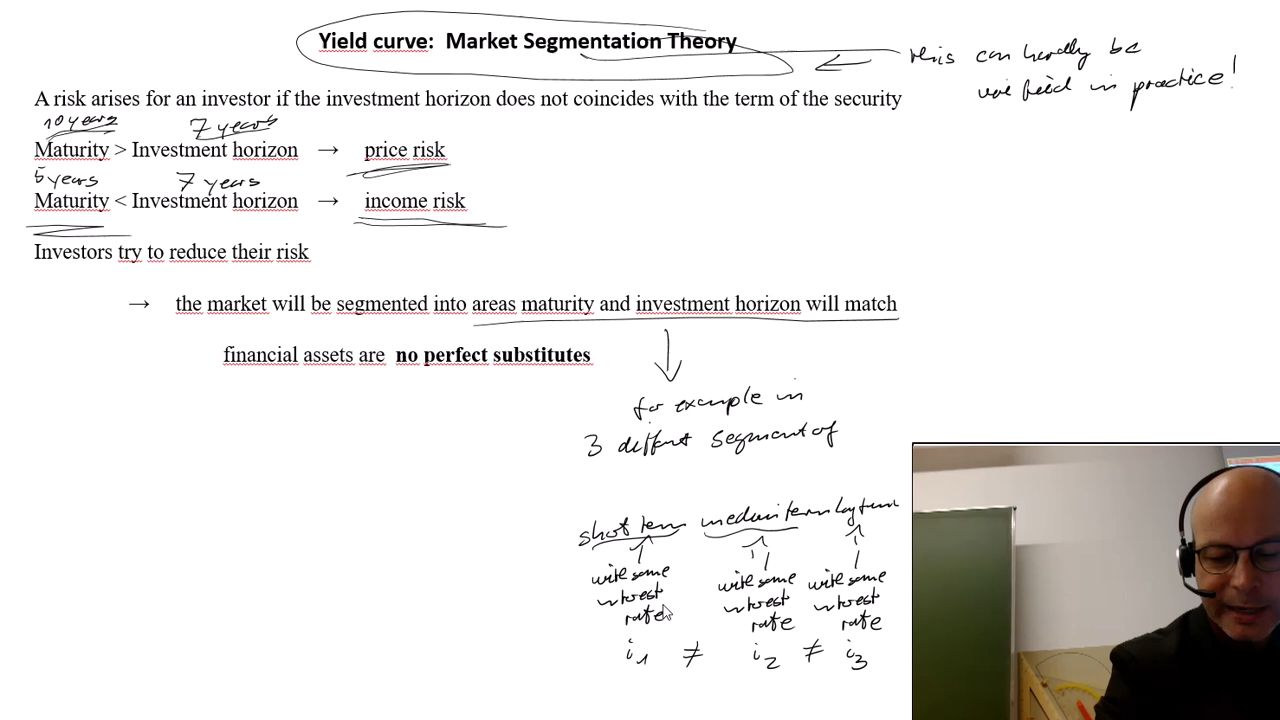 Yield curve: Market Segmentation Theory
this can hardly be
verified in practice!
A risk arises for an investor if the investment horizon does not coincides with the term of the security
10 years 7 years
Maturity > Investment horizon → price risk
5 years 7 years
Maturity < Investment horizon → income risk
Investors try to reduce their risk
→ the market will be segmented into areas maturity and investment horizon will match
financial assets are no perfect substitutes
for example in
3 different segment of
short term medium term long term
with some with some with some
interest interest interest
rate rate rate
i1 ≠ i2 ≠ i3